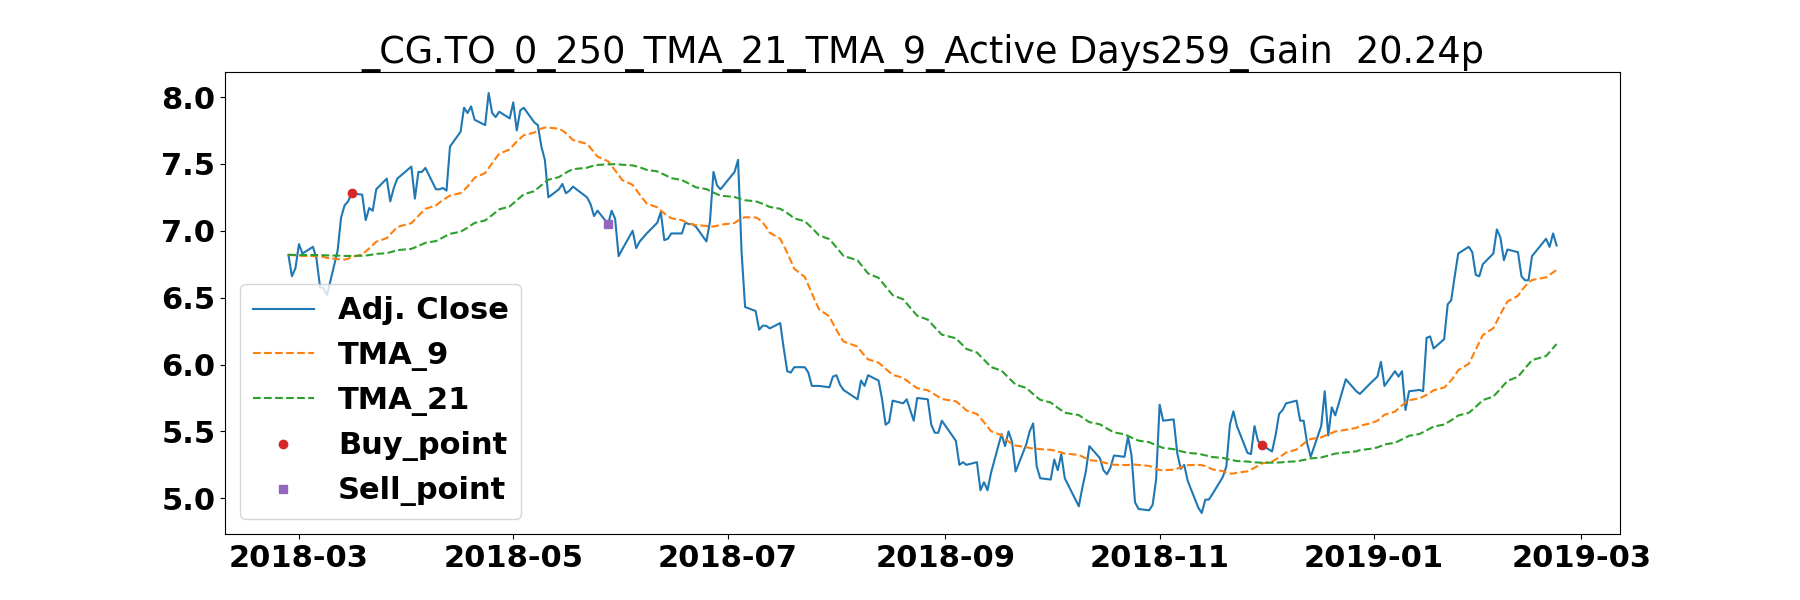 _CG.TO_0_250_TMA_21_TMA_9_Active Days259_Gain  20.24p
8.0
7.5
7.0
6.5
6.0
5.5
5.0
Adj. Close
TMA_9
TMA_21
Buy_point
Sell_point
2018-03 2018-05 2018-07 2018-09 2018-11 2019-01 2019-03